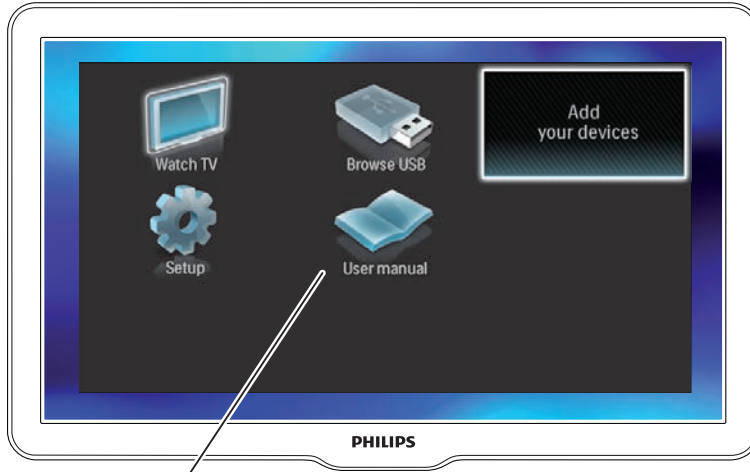 Watch TV
Browse USB
Add
your devices
Setup
User manual
PHILIPS